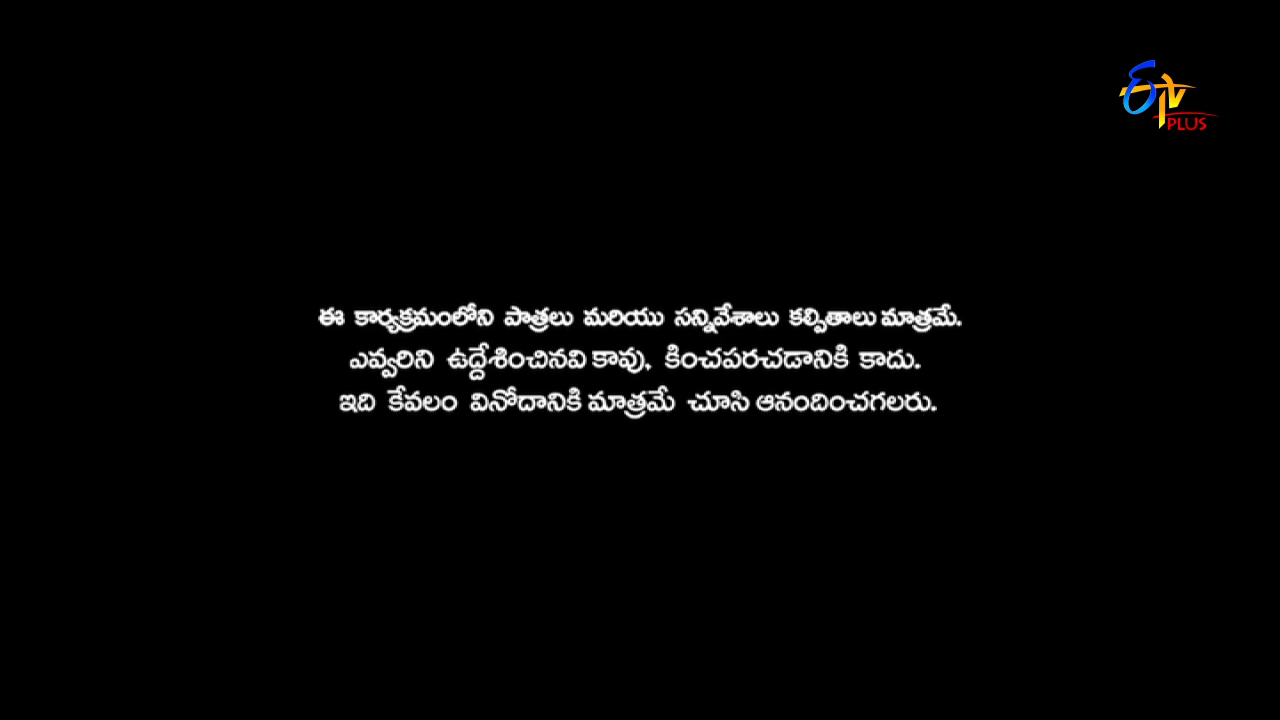 ETV
PLUS
ఈ కార్యక్రమంలోని పాత్రలు మరియు సన్నివేశాలు కల్పితాలు మాత్రమే.
ఎవ్వరిని ఉద్దేశించినవి కావు. కించపరచడానికి కాదు.
ఇది కేవలం వినోదానికి మాత్రమే చూసి ఆనందించగలరు.